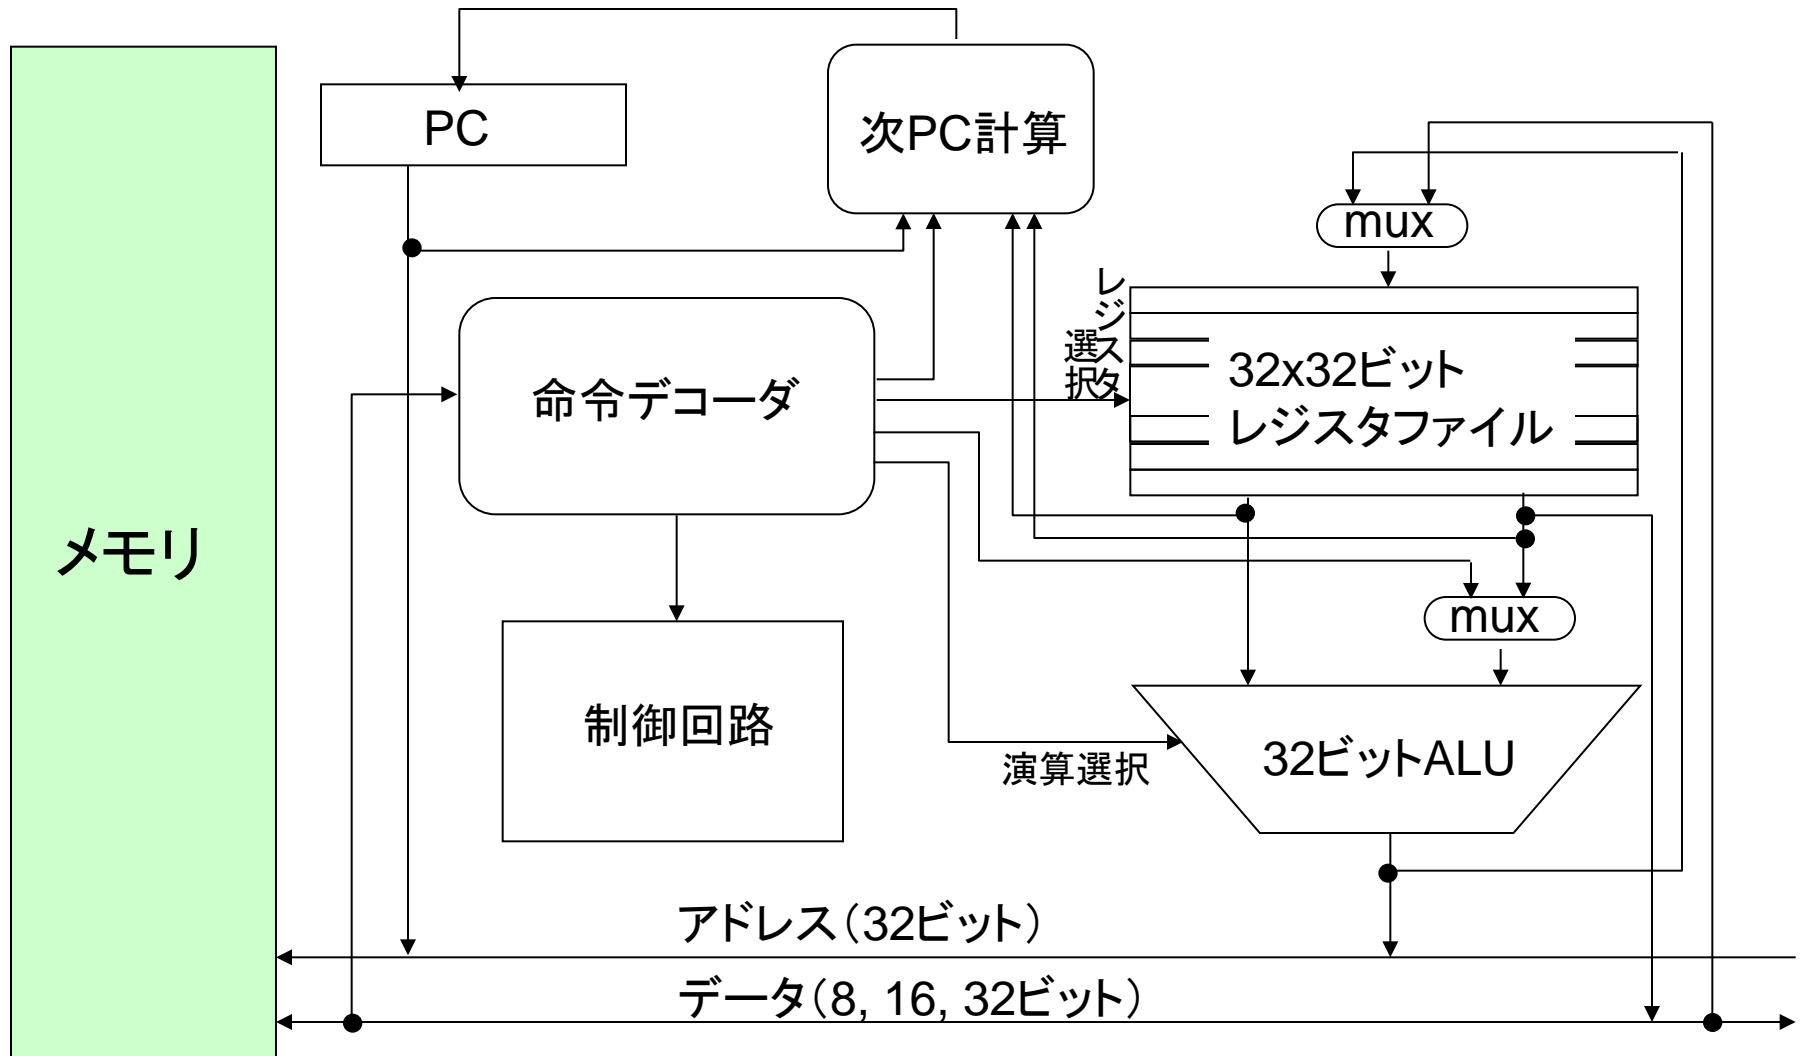 PC
次PC計算
mux
レジスタ
選択
32x32ビット
レジスタファイル
命令デコーダ
メモリ
mux
制御回路
演算選択
32ビットALU
アドレス（32ビット）
データ（8, 16, 32ビット）